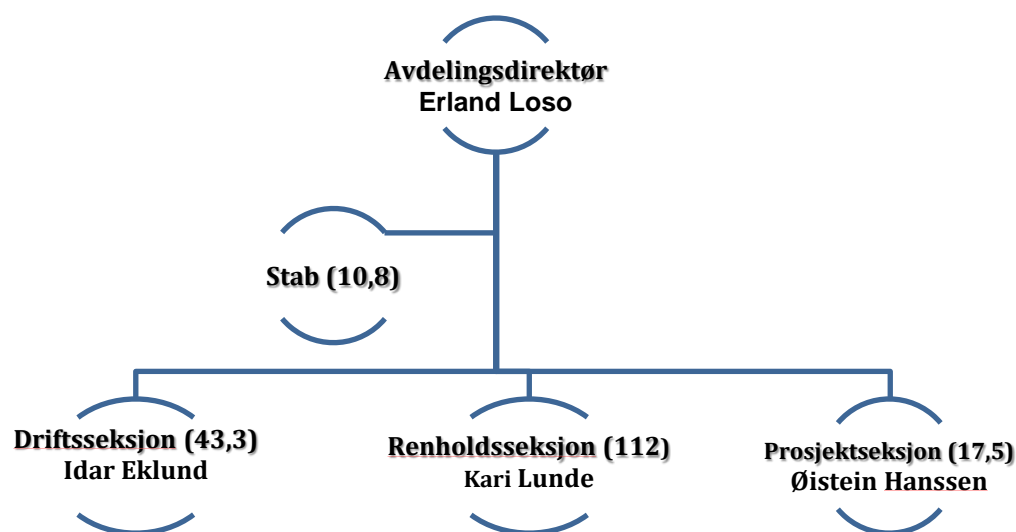 Avdelingsdirektør
Erland Loso
Stab (10,8)
Driftsseksjon (43,3)
Idar Eklund
Renholdsseksjon (112)
Kari Lunde
Prosjektseksjon (17,5)
Øistein Hanssen